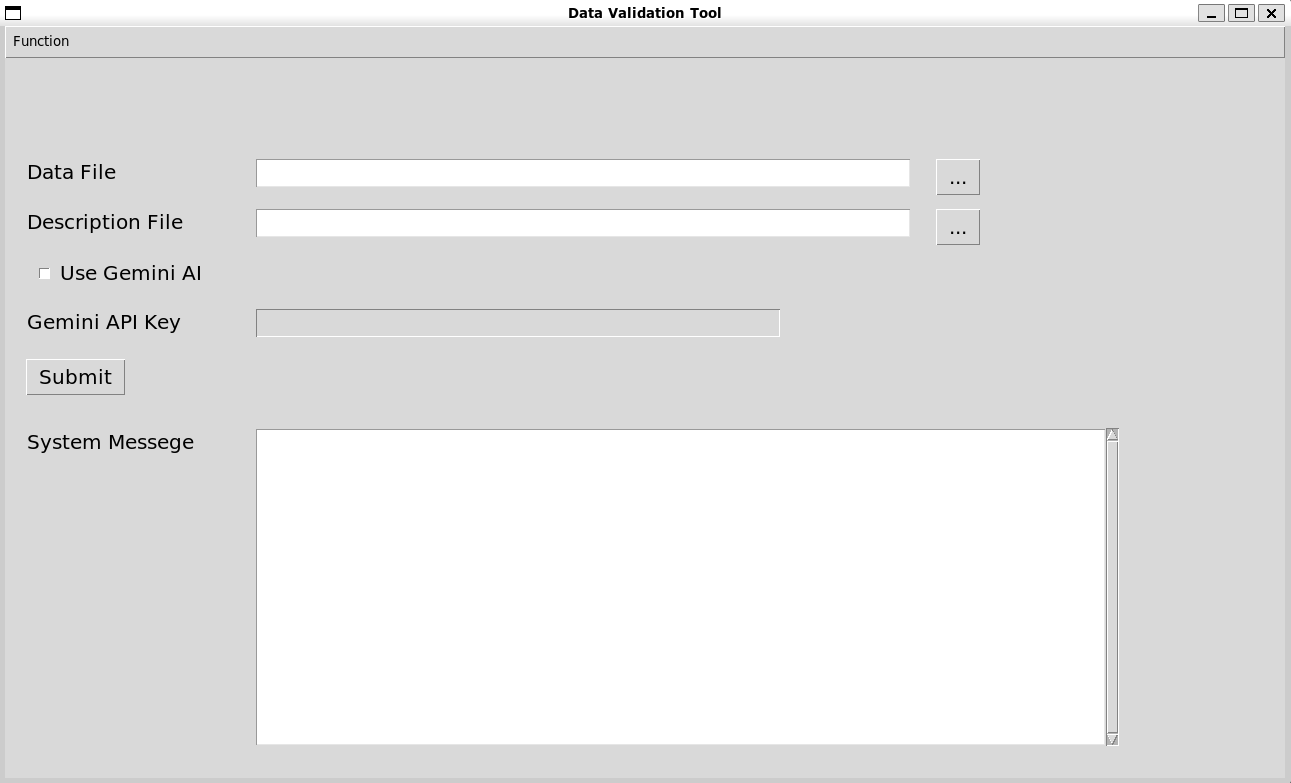 Data Validation Tool
Function
Data File
...
Description File
...
Use Gemini AI
Gemini API Key
Submit
System Messege